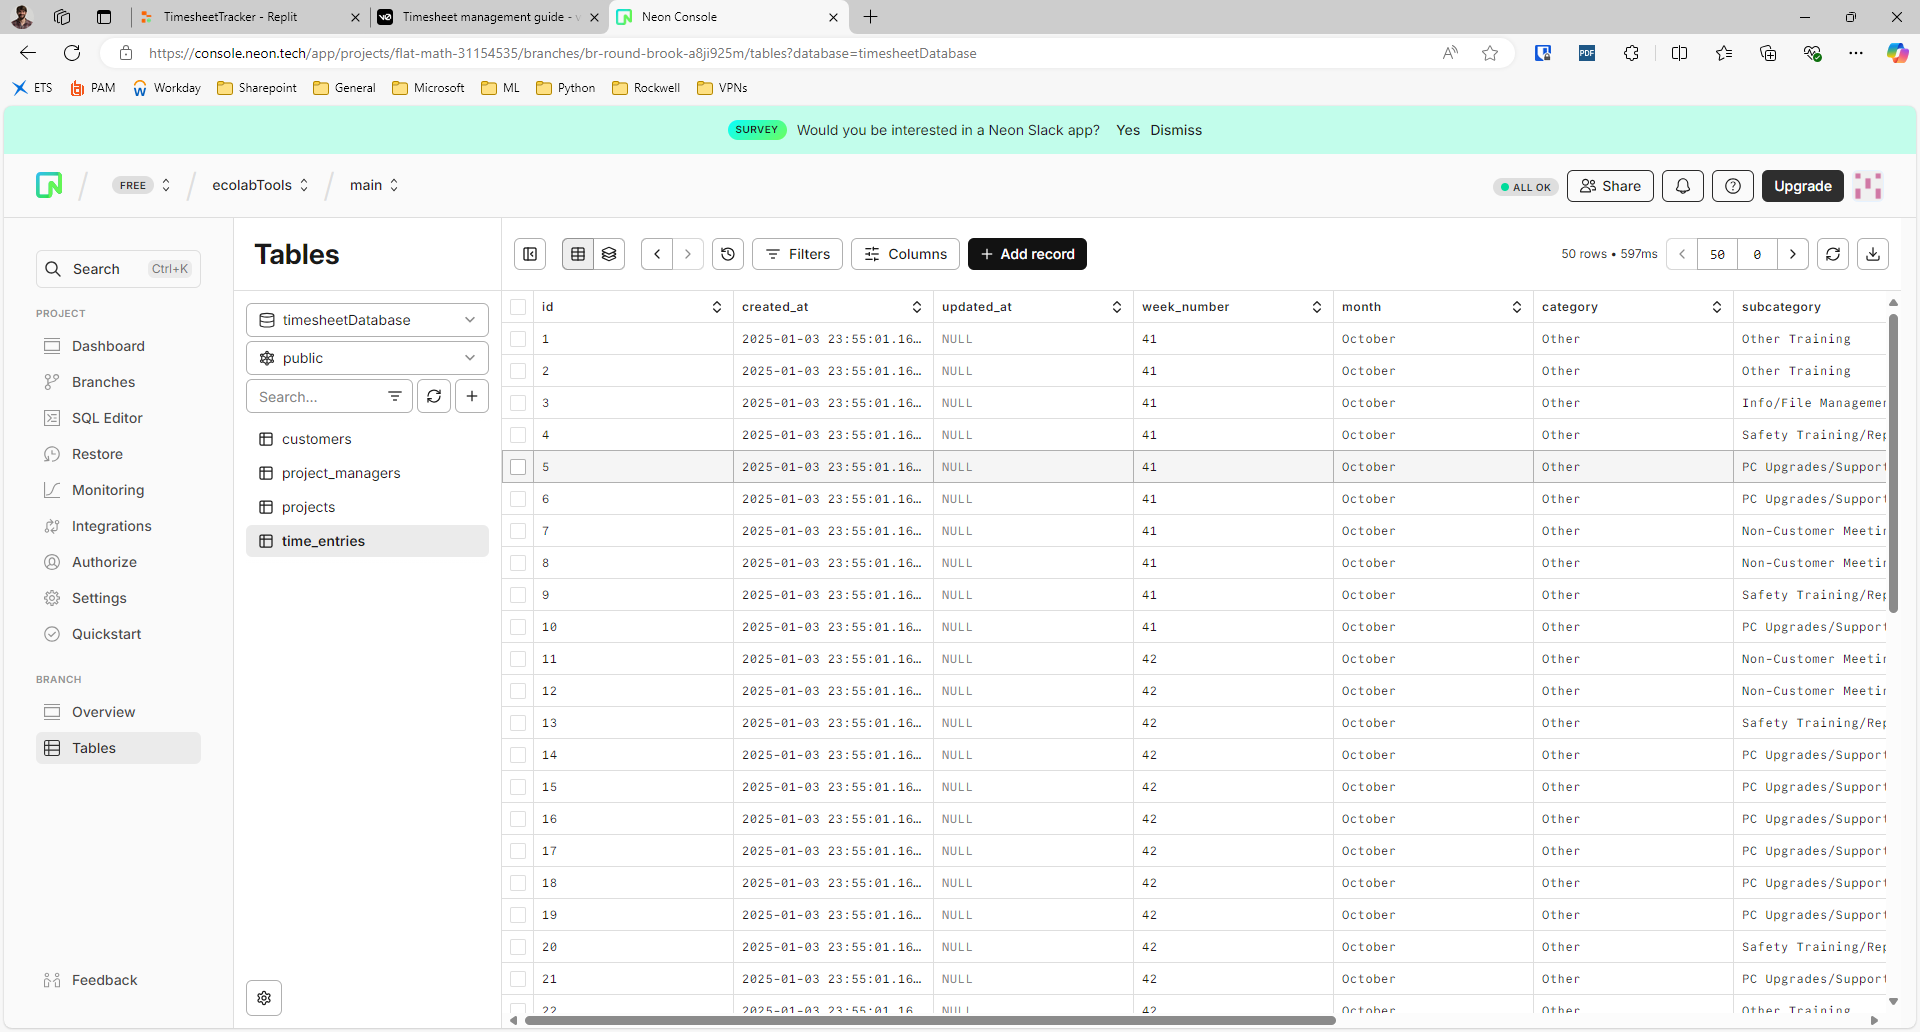 TimesheetTracker - Replit
Timesheet management guide -
Neon Console
https://console.neon.tech/app/projects/flat-math-31154535/branches/br-round-brook-a8ji925m/tables?database=timesheetDatabase
ETS PAM Workday Sharepoint General Microsoft ML Python Rockwell VPNs
SURVEY Would you be interested in a Neon Slack app? Yes Dismiss
FREE ecolabTools main ALL OK Share Upgrade
Search Ctrl+K
PROJECT
Dashboard
Branches
SQL Editor
Restore
Monitoring
Integrations
Authorize
Settings
Quickstart
BRANCH
Overview
Tables
Feedback
Tables
timesheetDatabase
public
Search...
customers
project_managers
projects
time_entries
Filters Columns Add record 50 rows • 597ms 50 0
id created_at updated_at week_number month category subcategory
1 2025-01-03 23:55:01.16… NULL 41 October Other Other Training
2 2025-01-03 23:55:01.16… NULL 41 October Other Other Training
3 2025-01-03 23:55:01.16… NULL 41 October Other Info/File Managemen
4 2025-01-03 23:55:01.16… NULL 41 October Other Safety Training/Rep
5 2025-01-03 23:55:01.16… NULL 41 October Other PC Upgrades/Support
6 2025-01-03 23:55:01.16… NULL 41 October Other PC Upgrades/Support
7 2025-01-03 23:55:01.16… NULL 41 October Other Non-Customer Meetin
8 2025-01-03 23:55:01.16… NULL 41 October Other Non-Customer Meetin
9 2025-01-03 23:55:01.16… NULL 41 October Other Safety Training/Rep
10 2025-01-03 23:55:01.16… NULL 41 October Other PC Upgrades/Support
11 2025-01-03 23:55:01.16… NULL 42 October Other Non-Customer Meetin
12 2025-01-03 23:55:01.16… NULL 42 October Other Non-Customer Meetin
13 2025-01-03 23:55:01.16… NULL 42 October Other Safety Training/Rep
14 2025-01-03 23:55:01.16… NULL 42 October Other PC Upgrades/Support
15 2025-01-03 23:55:01.16… NULL 42 October Other PC Upgrades/Support
16 2025-01-03 23:55:01.16… NULL 42 October Other PC Upgrades/Support
17 2025-01-03 23:55:01.16… NULL 42 October Other PC Upgrades/Support
18 2025-01-03 23:55:01.16… NULL 42 October Other PC Upgrades/Support
19 2025-01-03 23:55:01.16… NULL 42 October Other PC Upgrades/Support
20 2025-01-03 23:55:01.16… NULL 42 October Other Safety Training/Rep
21 2025-01-03 23:55:01.16… NULL 42 October Other PC Upgrades/Support
22 2025-01-03 23:55:01.16… NULL 42 October Other Other Training